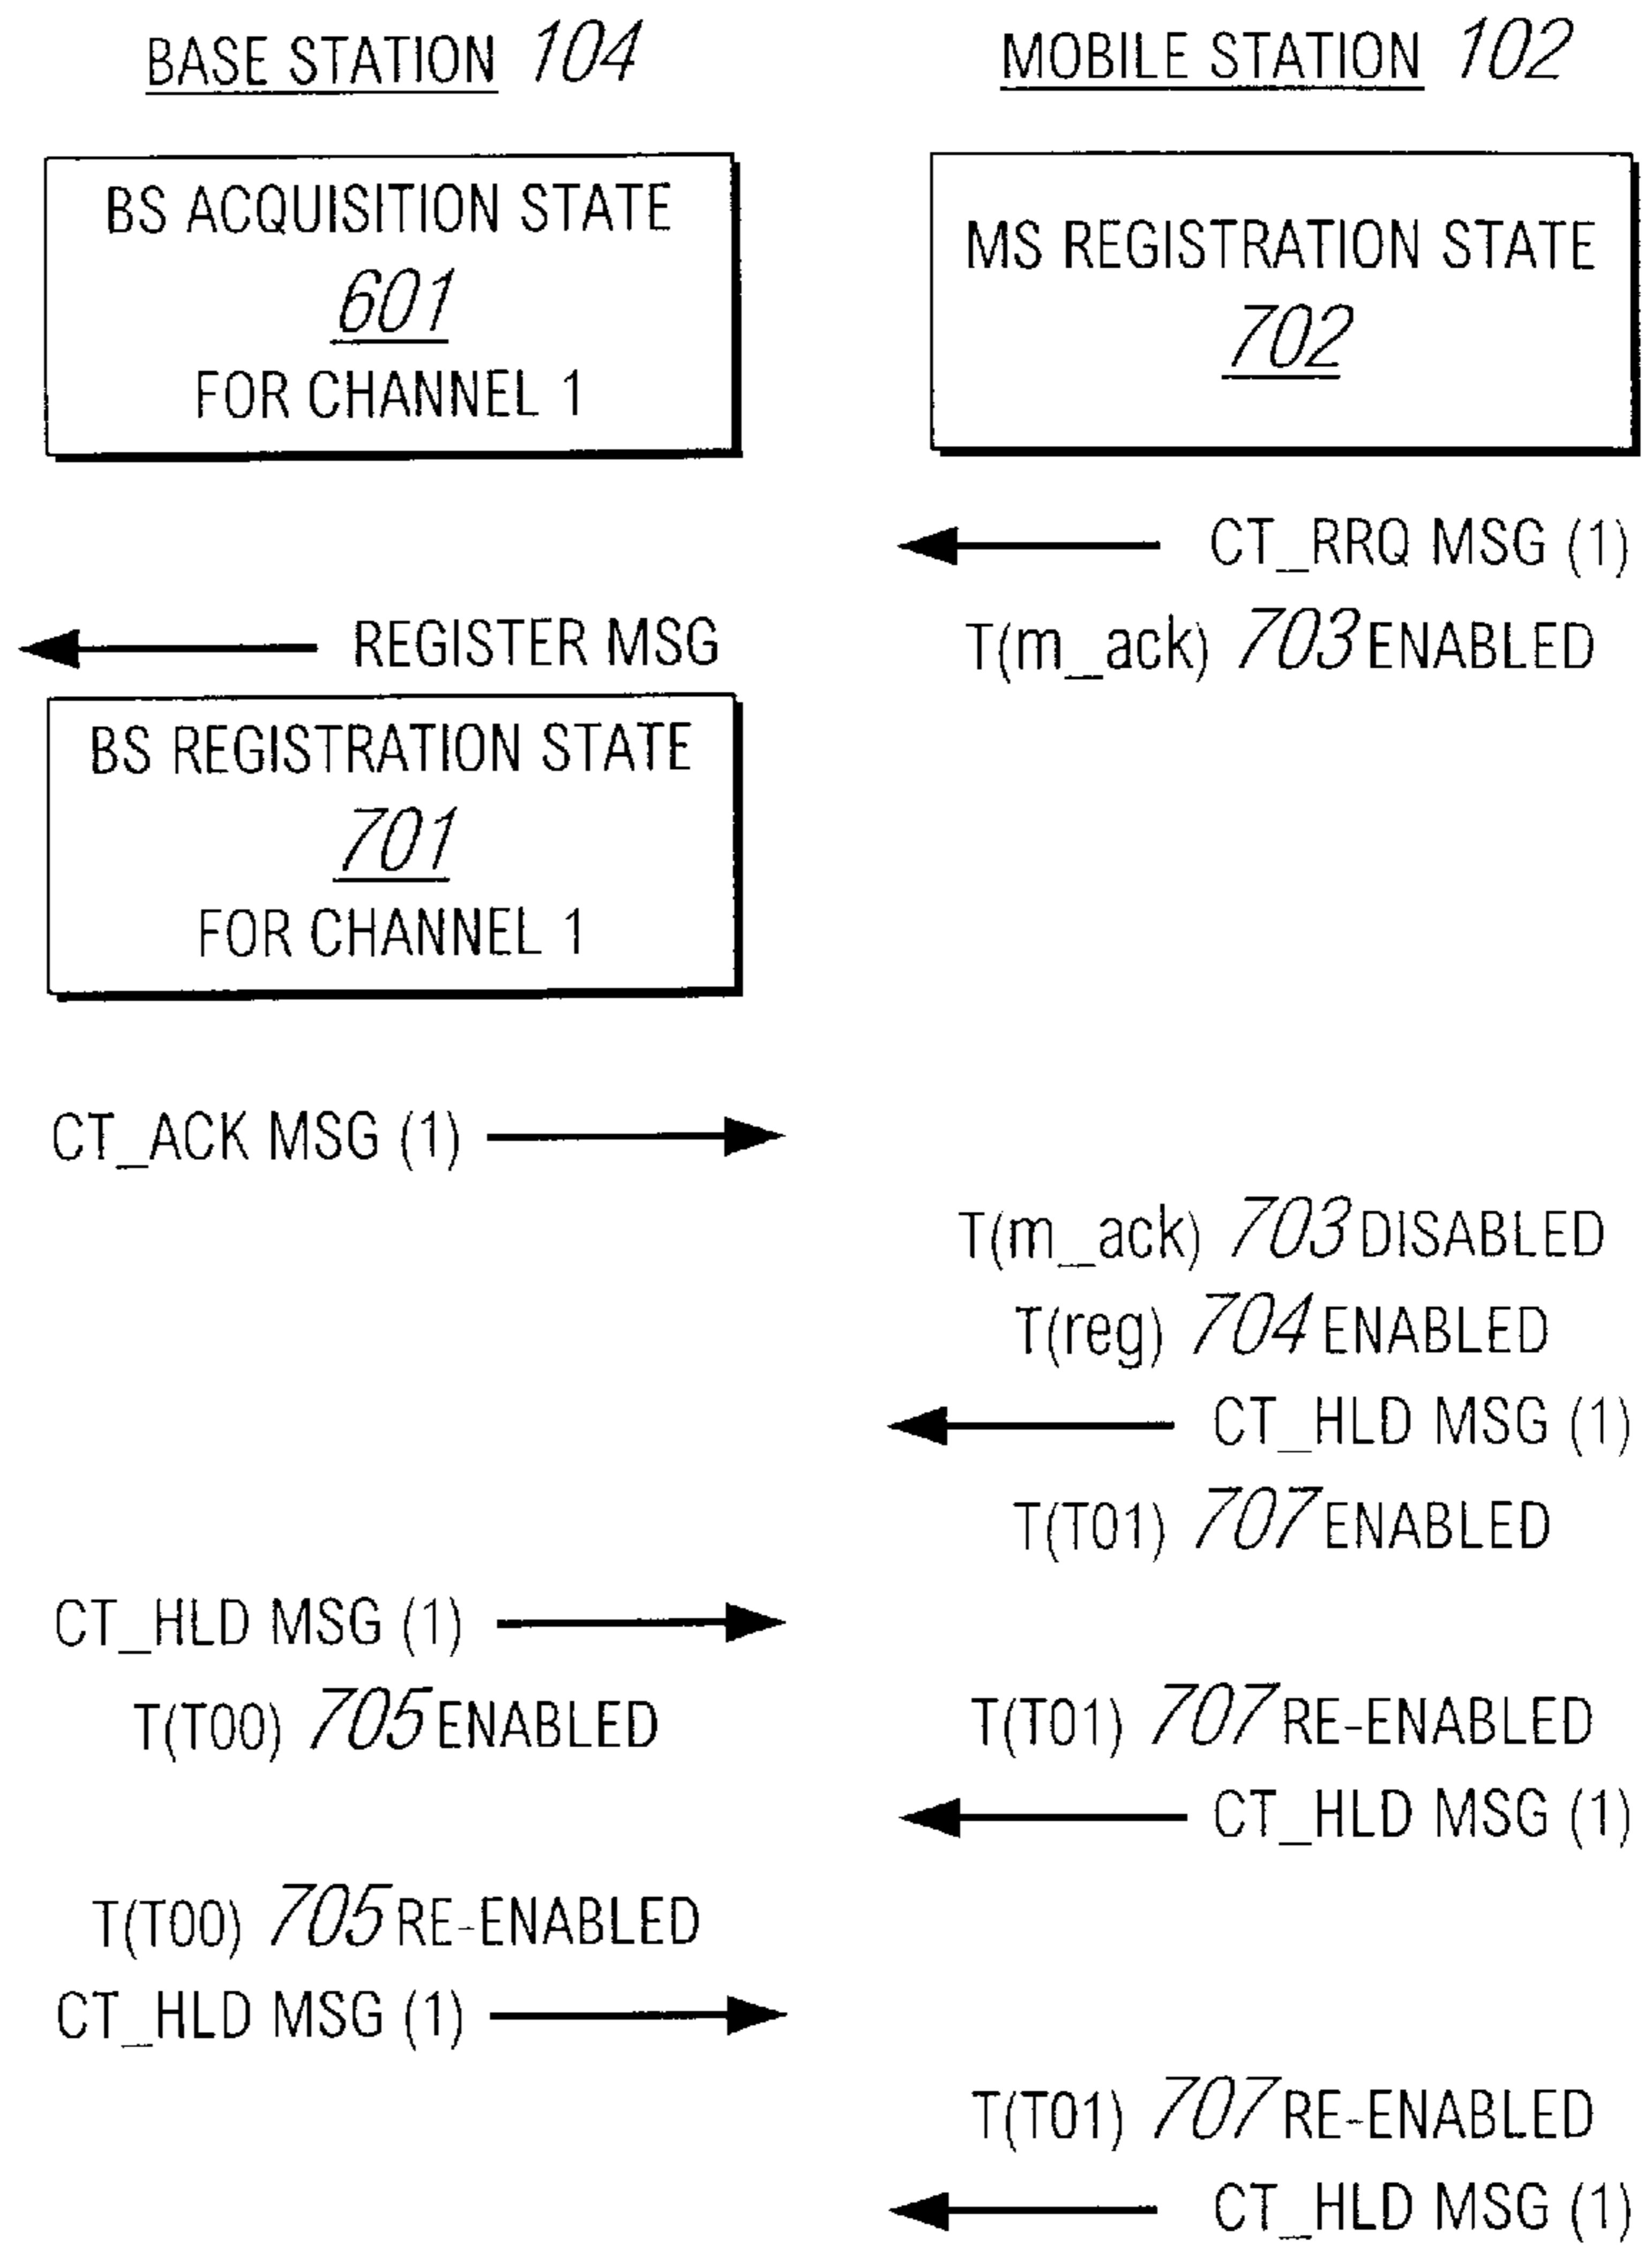 BASE STATION 104
MOBILE STATION 102
BS ACQUISITION STATE
601
FOR CHANNEL 1
MS REGISTRATION STATE
702
CT_RRQ MSG (1)
REGISTER MSG
T(m_ack) 703 ENABLED
BS REGISTRATION STATE
701
FOR CHANNEL 1
CT_ACK MSG (1)
T(m_ack) 703 DISABLED
T(reg) 704 ENABLED
CT_HLD MSG (1)
T(T01) 707 ENABLED
CT_HLD MSG (1)
T(T00) 705 ENABLED
T(T01) 707 RE-ENABLED
CT_HLD MSG (1)
T(T00) 705 RE-ENABLED
CT_HLD MSG (1)
T(T01) 707 RE-ENABLED
CT_HLD MSG (1)